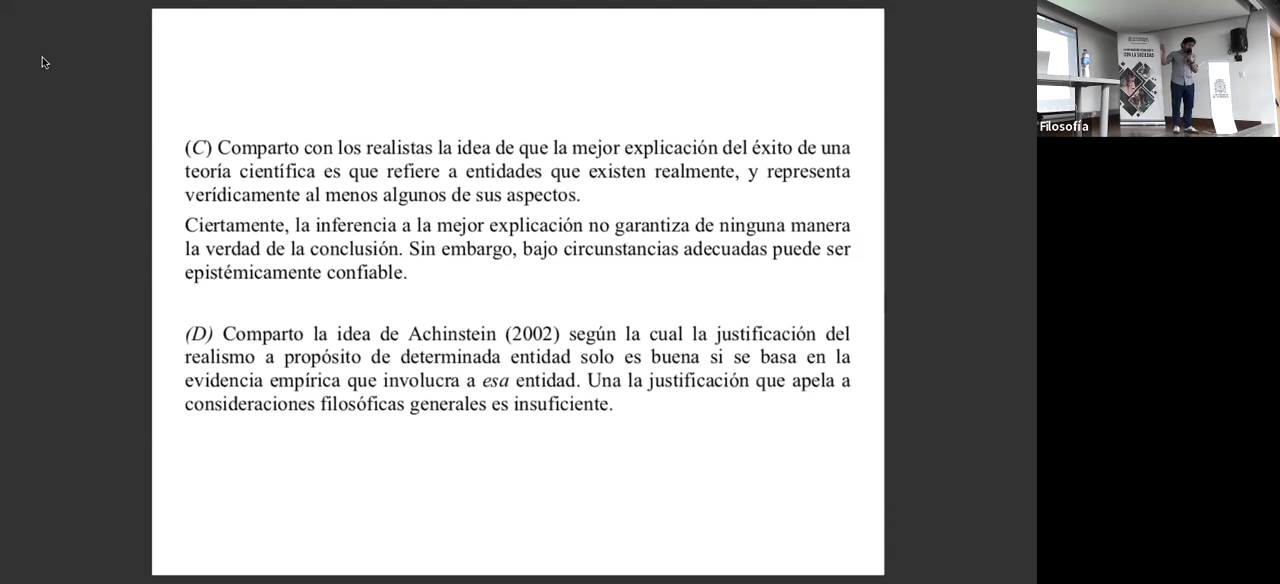 (C) Comparto con los realistas la idea de que la mejor explicación del éxito de una
teoría científica es que refiere a entidades que existen realmente, y representa
verídicamente al menos algunos de sus aspectos.
Ciertamente, la inferencia a la mejor explicación no garantiza de ninguna manera
la verdad de la conclusión. Sin embargo, bajo circunstancias adecuadas puede ser
epistémicamente confiable.
(D) Comparto la idea de Achinstein (2002) según la cual la justificación del
realismo a propósito de determinada entidad solo es buena si se basa en la
evidencia empírica que involucra a esa entidad. Una la justificación que apela a
consideraciones filosóficas generales es insuficiente.
CON LA SOCIEDAD
Filosofía